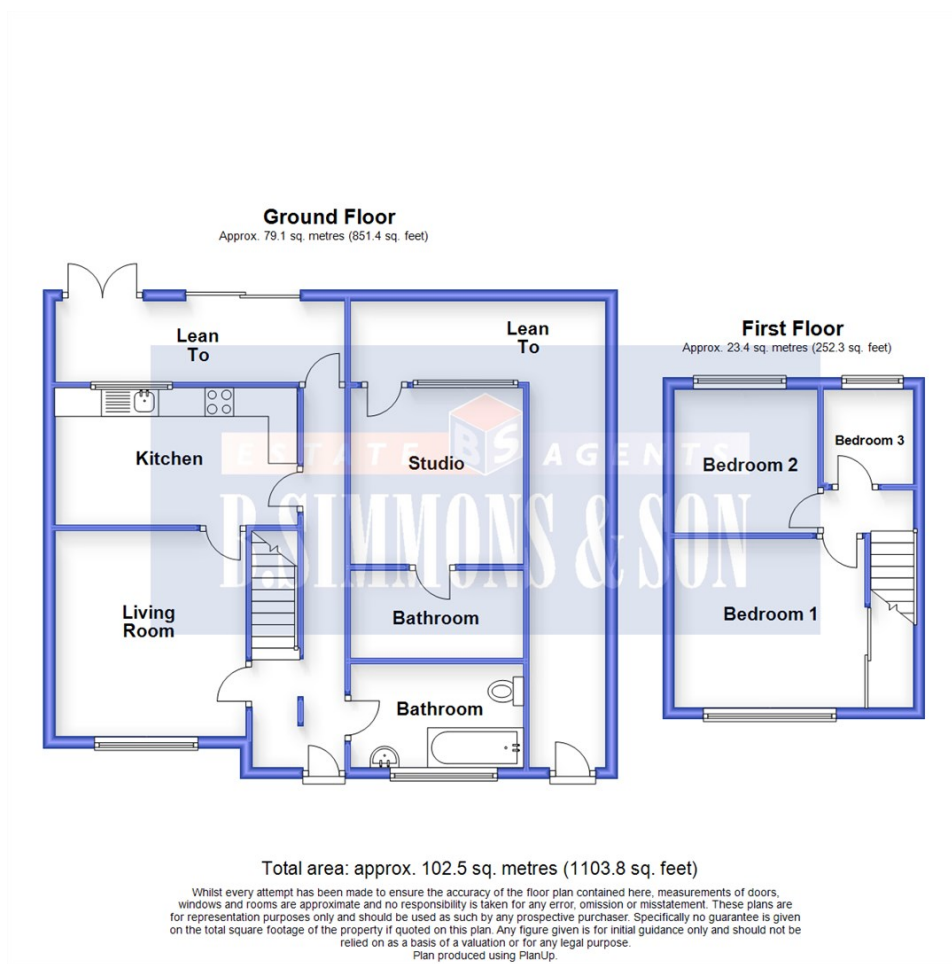 Ground Floor
Approx. 79.1 sq. metres (851.4 sq. feet)
Lean
To
Lean
To
Kitchen
Studio
Living
Room
Bathroom
Bathroom
First Floor
Approx. 23.4 sq. metres (252.3 sq. feet)
Bedroom 3
Bedroom 2
Bedroom 1
ESTATE BS AGENTS
B.SIMMONS & SON
Total area: approx. 102.5 sq. metres (1103.8 sq. feet)
Whilst every attempt has been made to ensure the accuracy of the floor plan contained here, measurements of doors,
windows and rooms are approximate and no responsibility is taken for any error, omission or misstatement. These plans are
for representation purposes only and should be used as such by any prospective purchaser. Specifically no guarantee is given
on the total square footage of the property if quoted on this plan. Any figure given is for initial guidance only and should not be
relied on as a basis of a valuation or for any legal purpose.
Plan produced using PlanUp.